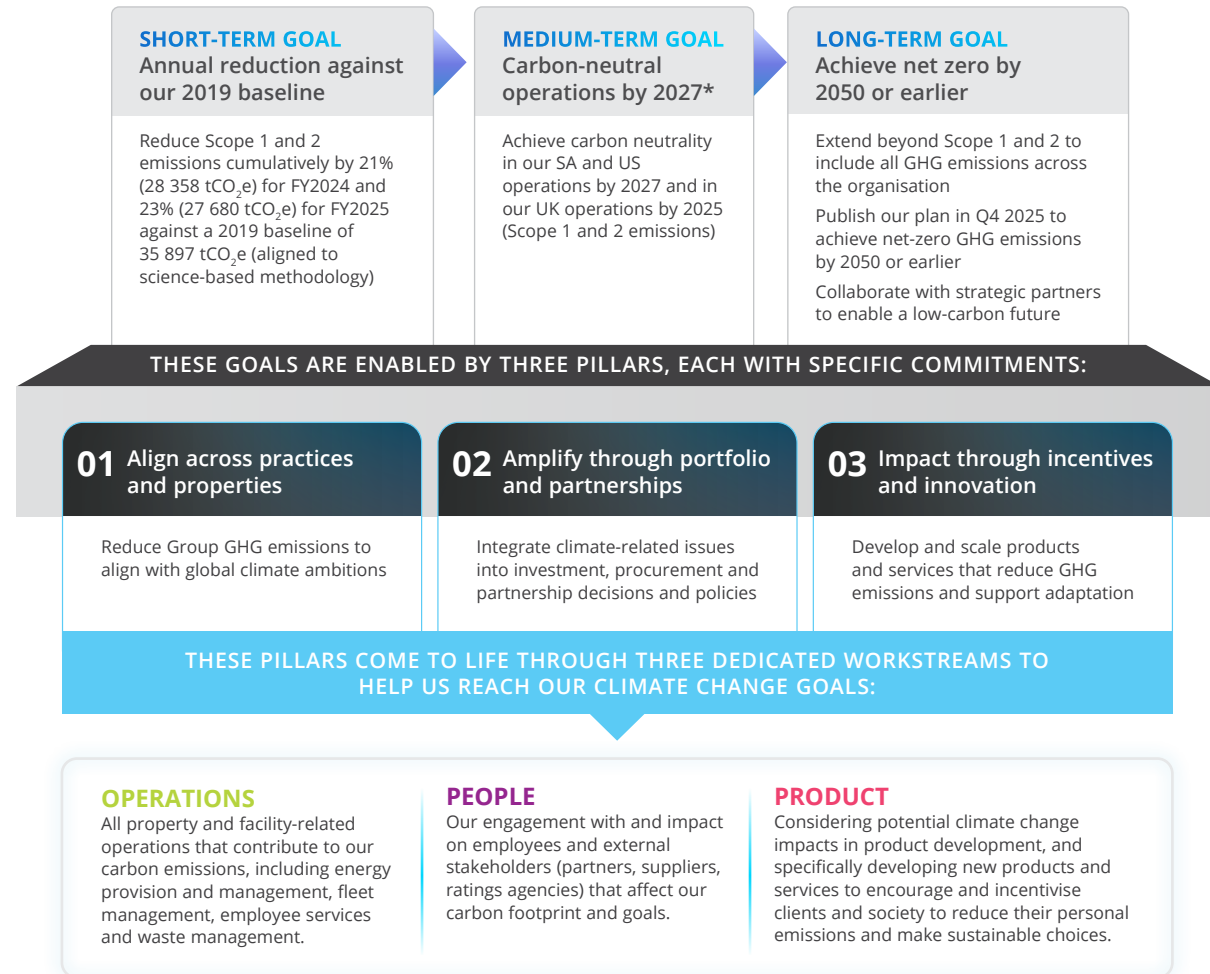 SHORT-TERM GOAL
Annual reduction against
our 2019 baseline
Reduce Scope 1 and 2
emissions cumulatively by 21%
(28 358 tCO₂e) for FY2024 and
23% (27 680 tCO₂e) for FY2025
against a 2019 baseline of
35 897 tCO₂e (aligned to
science-based methodology)
MEDIUM-TERM GOAL
Carbon-neutral
operations by 2027*
Achieve carbon neutrality
in our SA and US
operations by 2027 and in
our UK operations by 2025
(Scope 1 and 2 emissions)
LONG-TERM GOAL
Achieve net zero by
2050 or earlier
Extend beyond Scope 1 and 2 to
include all GHG emissions across
the organisation
Publish our plan in Q4 2025 to
achieve net-zero GHG emissions
by 2050 or earlier
Collaborate with strategic partners
to enable a low-carbon future
THESE GOALS ARE ENABLED BY THREE PILLARS, EACH WITH SPECIFIC COMMITMENTS:
01 Align across practices
and properties
Reduce Group GHG emissions to
align with global climate ambitions
02 Amplify through portfolio
and partnerships
Integrate climate-related issues
into investment, procurement and
partnership decisions and policies
03 Impact through incentives
and innovation
Develop and scale products
and services that reduce GHG
emissions and support adaptation
THESE PILLARS COME TO LIFE THROUGH THREE DEDICATED WORKSTREAMS TO
HELP US REACH OUR CLIMATE CHANGE GOALS:
OPERATIONS
All property and facility-related
operations that contribute to our
carbon emissions, including energy
provision and management, fleet
management, employee services
and waste management.
PEOPLE
Our engagement with and impact
on employees and external
stakeholders (partners, suppliers,
ratings agencies) that affect our
carbon footprint and goals.
PRODUCT
Considering potential climate change
impacts in product development, and
specifically developing new products and
services to encourage and incentivise
clients and society to reduce their personal
emissions and make sustainable choices.